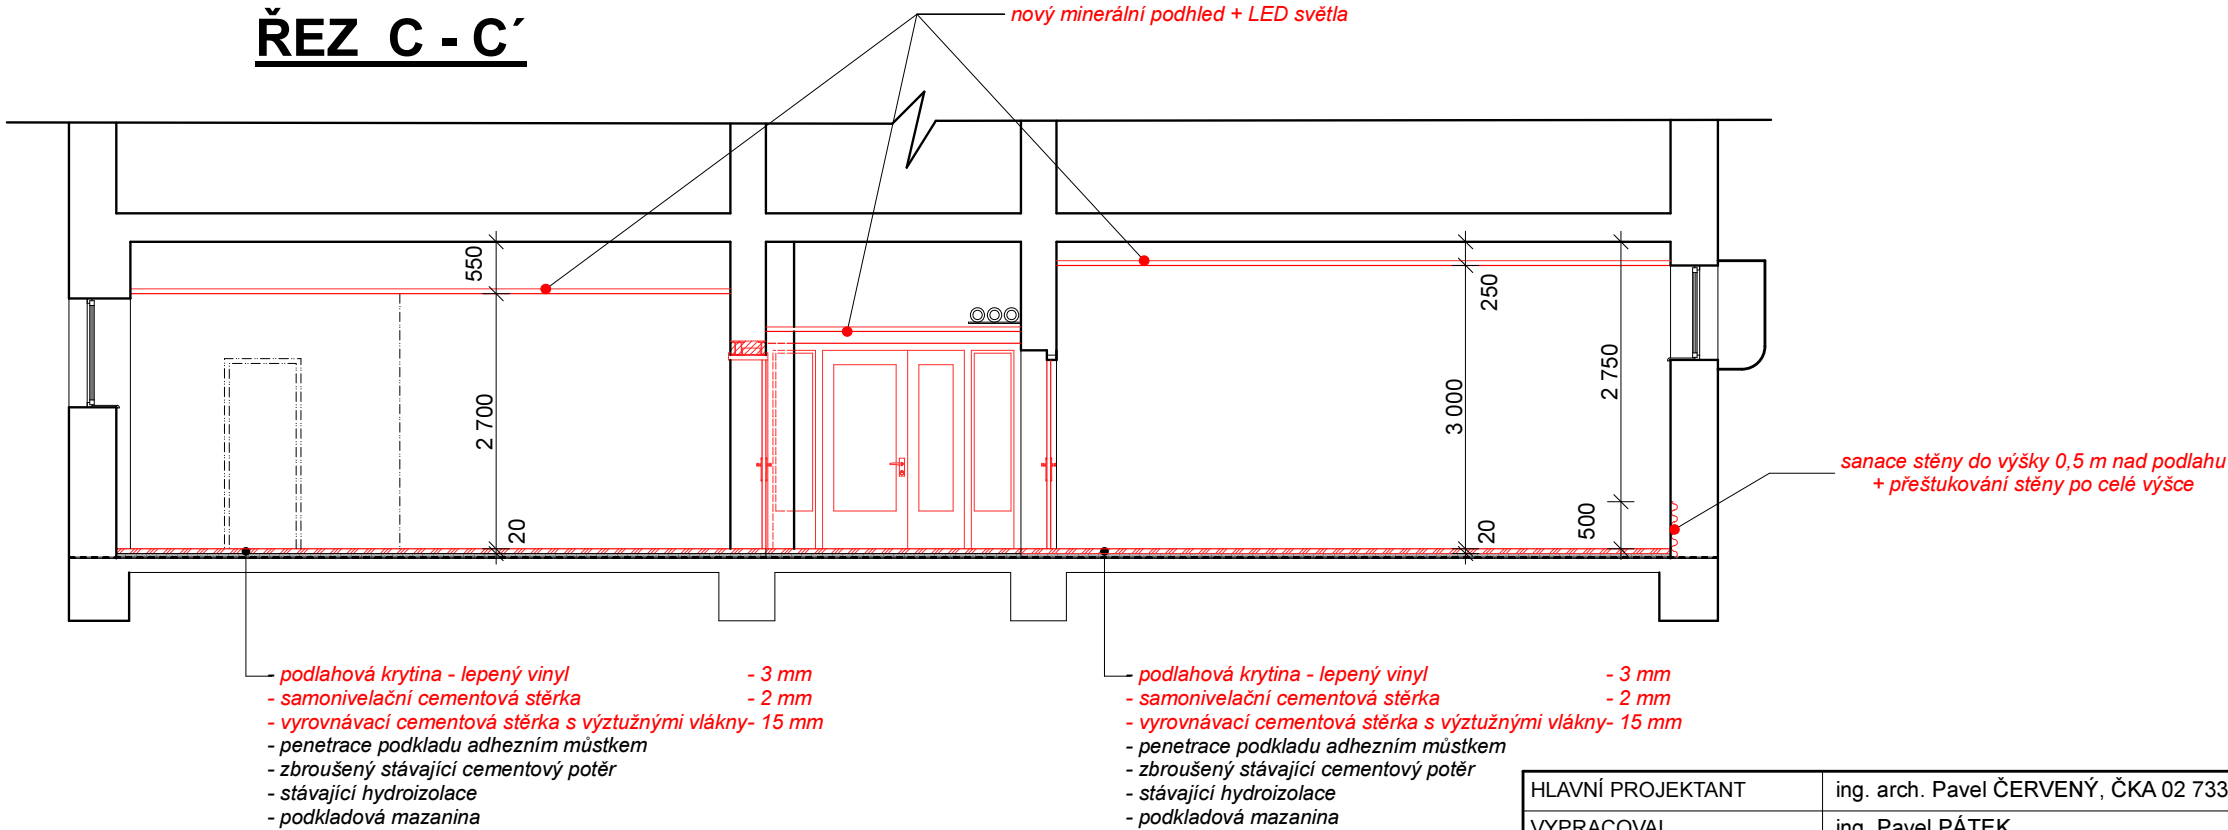 ŘEZ C - C´
nový minerální podhled + LED světla
550
2 700
20
250
3 000
20
2 750
500
sanace stěny do výšky 0,5 m nad podlahu
+ přeštukování stěny po celé výšce
- podlahová krytina - lepený vinyl - 3 mm
- samonivelační cementová stěrka - 2 mm
- vyrovnávací cementová stěrka s výztužnými vlákny- 15 mm
- penetrace podkladu adhezním můstkem
- zbroušený stávající cementový potěr
- stávající hydroizolace
- podkladová mazanina
- podlahová krytina - lepený vinyl - 3 mm
- samonivelační cementová stěrka - 2 mm
- vyrovnávací cementová stěrka s výztužnými vlákny- 15 mm
- penetrace podkladu adhezním můstkem
- zbroušený stávající cementový potěr
- stávající hydroizolace
- podkladová mazanina
HLAVNÍ PROJEKTANT ing. arch. Pavel ČERVENÝ, ČKA 02 733
VYPRACOVAL ing. Pavel PÁTEK